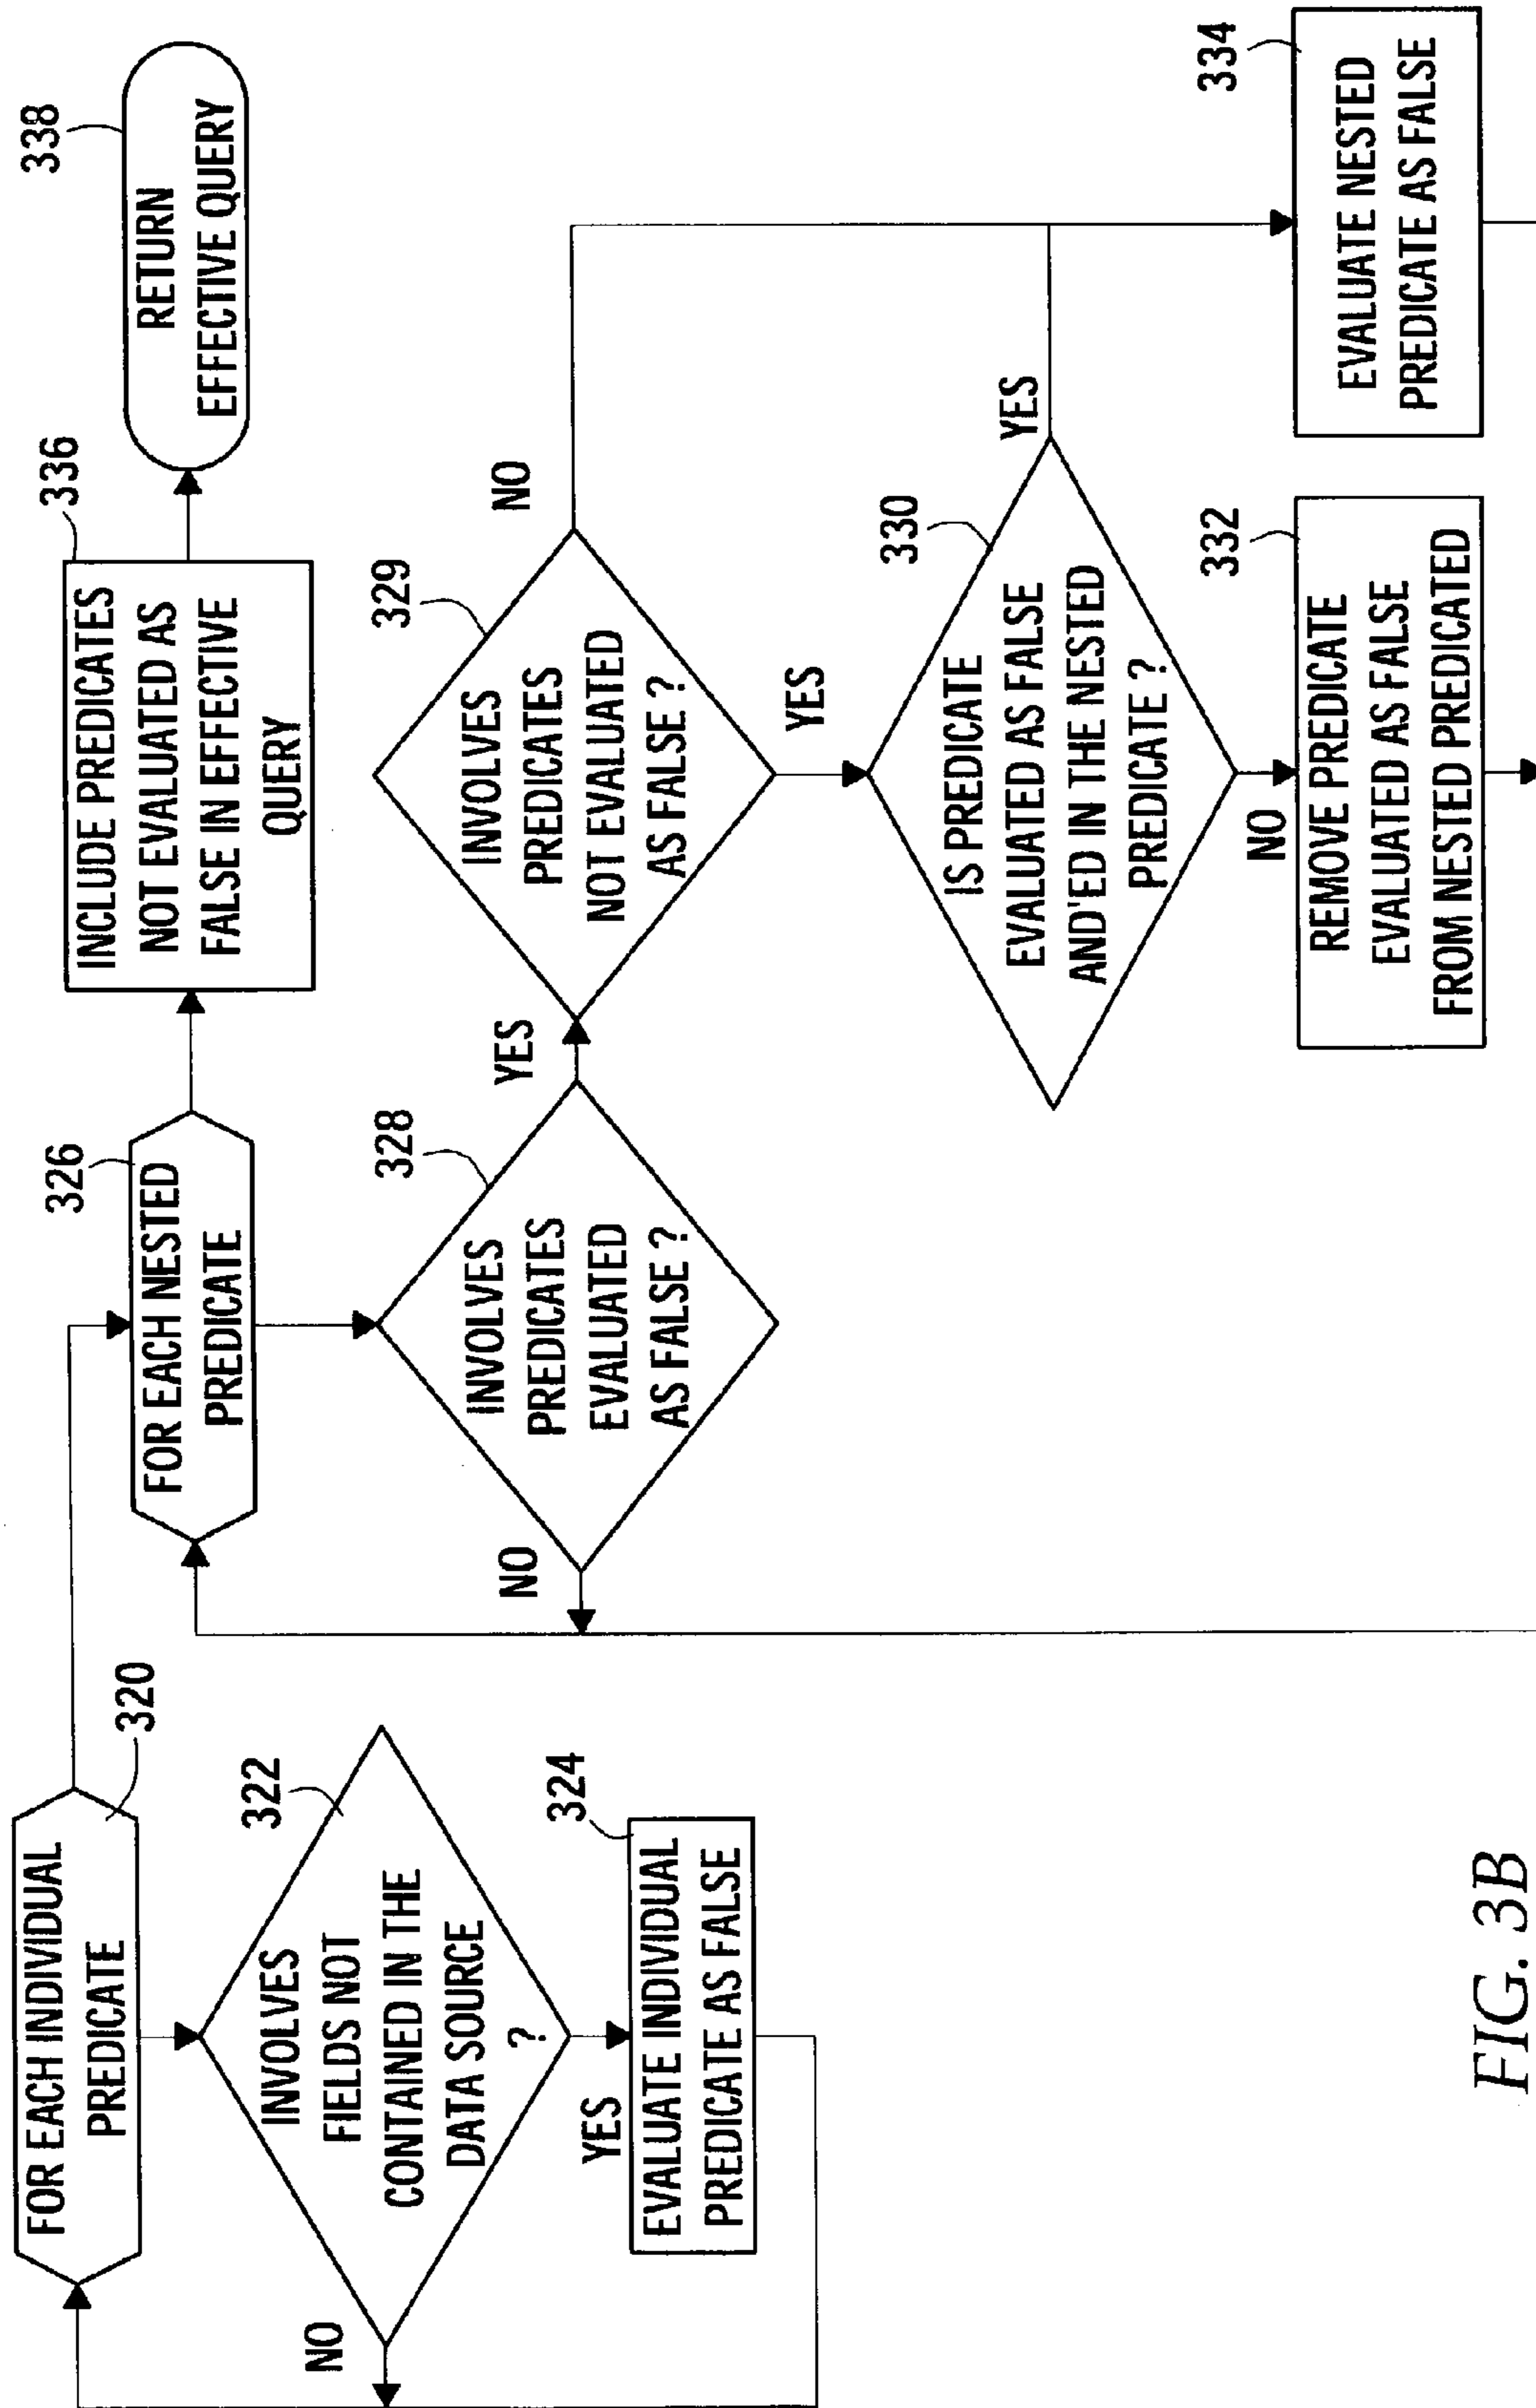 FOR EACH INDIVIDUAL
PREDICATE
320
INVOLVES
FIELDS NOT
CONTAINED IN THE
DATA SOURCE
?
322
NO
YES
EVALUATE INDIVIDUAL
PREDICATE AS FALSE
324
FOR EACH NESTED
PREDICATE
326
INVOLVES
PREDICATES
EVALUATED
AS FALSE ?
328
NO
YES
INVOLVES
PREDICATES
NOT EVALUATED
AS FALSE ?
329
NO
YES
IS PREDICATE
EVALUATED AS FALSE
AND'ED IN THE NESTED
PREDICATE ?
330
YES
NO
REMOVE PREDICATE
EVALUATED AS FALSE
FROM NESTED PREDICATED
332
EVALUATE NESTED
PREDICATE AS FALSE
334
INCLUDE PREDICATES
NOT EVALUATED AS
FALSE IN EFFECTIVE
QUERY
336
RETURN
EFFECTIVE QUERY
338
FIG. 3B